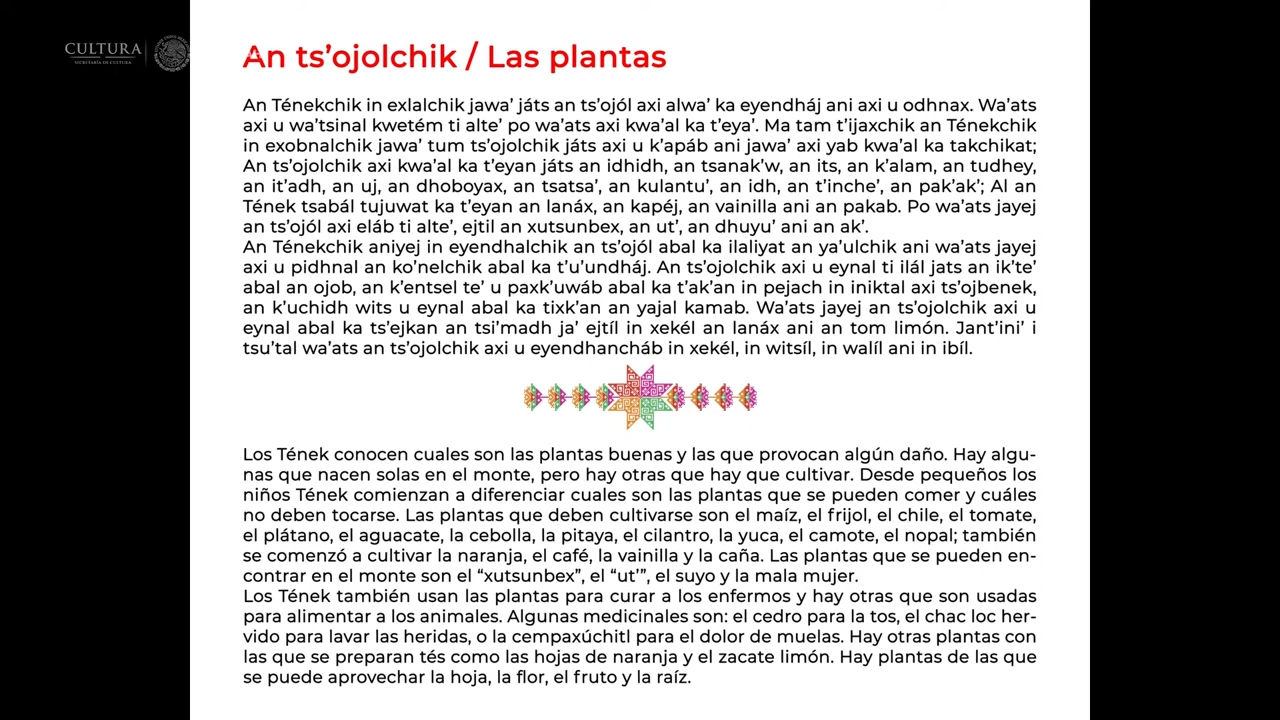 CULTURA
SECRETARÍA DE CULTURA
An ts’ojolchik / Las plantas
An Ténekchik in exlalchik jawa’ játs an ts’ojól axi alwa’ ka eyendháj ani axi u odhnax. Wa’ats
axi u wa’tsinal kwetém ti alte’ po wa’ats axi kwa’al ka t’eya’. Ma tam t’ijaxchik an Ténekchik
in exobnalchik jawa’ tum ts’ojolchik játs axi u k’apáb ani jawa’ axi yab kwa’al ka takchikat;
An ts’ojolchik axi kwa’al ka t’eyan játs an idhidh, an tsanak’w, an its, an k’alam, an tudhey,
an it’adh, an uj, an dhoboyax, an tsatsa’, an kulantu’, an idh, an t’inche’, an pak’ak’; Al an
Tének tsabál tujuwat ka t’eyan an lanáx, an kapéj, an vainilla ani an pakab. Po wa’ats jayej
an ts’ojól axi eláb ti alte’, ejtil an xutsunbex, an ut’, an dhuyu’ ani an ak’.
An Ténekchik aniyej in eyendhalchik an ts’ojól abal ka ilaliyat an ya’ulchik ani wa’ats jayej
axi u pidhnal an ko’nelchik abal ka t’u’undháj. An ts’ojolchik axi u eynal ti ilál jats an ik’te’
abal an ojob, an k’entsel te’ u paxk’uwáb abal ka t’ak’an in pejach in iniktal axi ts’ojbenek,
an k’uchidh wits u eynal abal ka tixk’an an yajal kamab. Wa’ats jayej an ts’ojolchik axi u
eynal abal ka ts’ejkan an tsi’madh ja’ ejtíl in xekél an lanáx ani an tom limón. Jant’ini’ i
tsu’tal wa’ats an ts’ojolchik axi u eyendhancháb in xekél, in witsíl, in walíl ani in ibíl.
Los Tének conocen cuales son las plantas buenas y las que provocan algún daño. Hay algu-
nas que nacen solas en el monte, pero hay otras que hay que cultivar. Desde pequeños los
niños Tének comienzan a diferenciar cuales son las plantas que se pueden comer y cuáles
no deben tocarse. Las plantas que deben cultivarse son el maíz, el frijol, el chile, el tomate,
el plátano, el aguacate, la cebolla, la pitaya, el cilantro, la yuca, el camote, el nopal; también
se comenzó a cultivar la naranja, el café, la vainilla y la caña. Las plantas que se pueden en-
contrar en el monte son el “xutsunbex”, el “ut’”, el suyo y la mala mujer.
Los Tének también usan las plantas para curar a los enfermos y hay otras que son usadas
para alimentar a los animales. Algunas medicinales son: el cedro para la tos, el chac loc her-
vido para lavar las heridas, o la cempaxúchitl para el dolor de muelas. Hay otras plantas con
las que se preparan tés como las hojas de naranja y el zacate limón. Hay plantas de las que
se puede aprovechar la hoja, la flor, el fruto y la raíz.